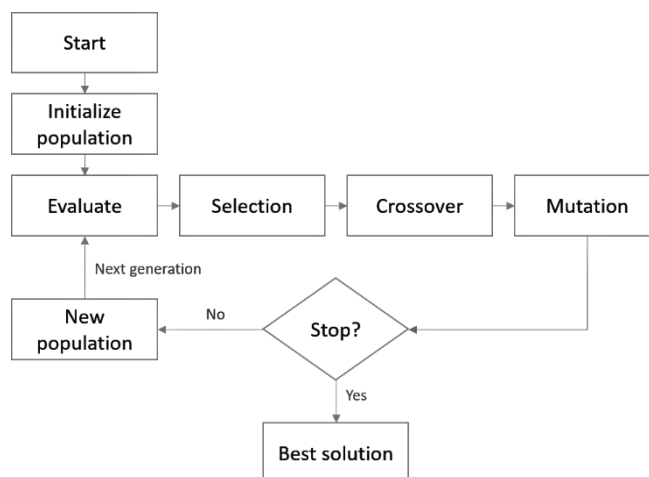 Start
Initialize
population
Evaluate
Selection
Crossover
Mutation
Next generation
New
population
No
Stop?
Yes
Best solution